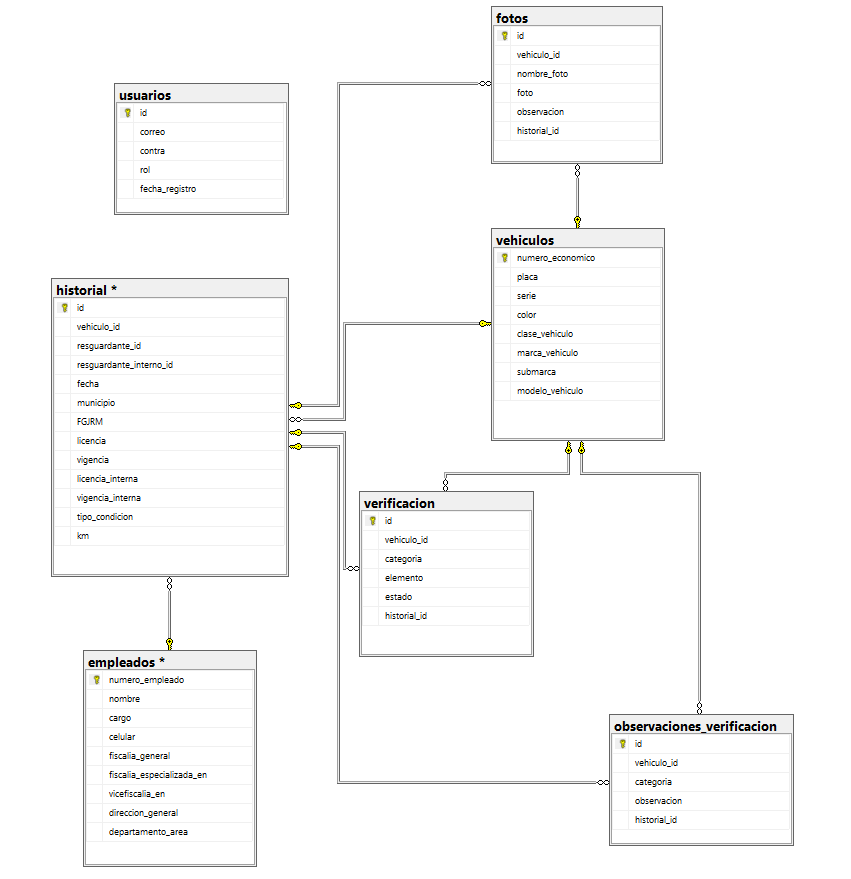 fotos
id
vehiculo_id
nombre_foto
foto
observacion
historial_id
usuarios
id
correo
contra
rol
fecha_registro
vehiculos
numero_economico
placa
serie
color
clase_vehiculo
marca_vehiculo
submarca
modelo_vehiculo
historial *
id
vehiculo_id
resguardante_id
resguardante_interno_id
fecha
municipio
FGJRM
licencia
vigencia
licencia_interna
vigencia_interna
tipo_condicion
km
verificacion
id
vehiculo_id
categoria
elemento
estado
historial_id
empleados *
numero_empleado
nombre
cargo
celular
fiscalia_general
fiscalia_especializada_en
vicefiscalia_en
direccion_general
departamento_area
observaciones_verificacion
id
vehiculo_id
categoria
observacion
historial_id